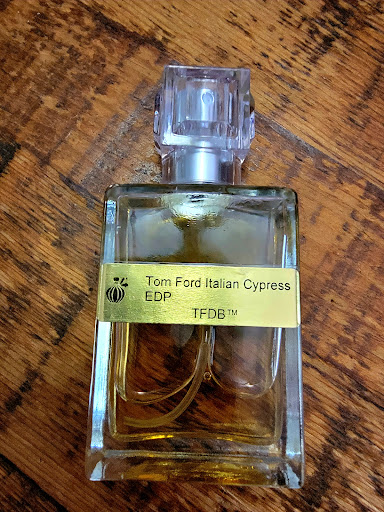 Tom Ford Italian Cypress
EDP
TFDB™